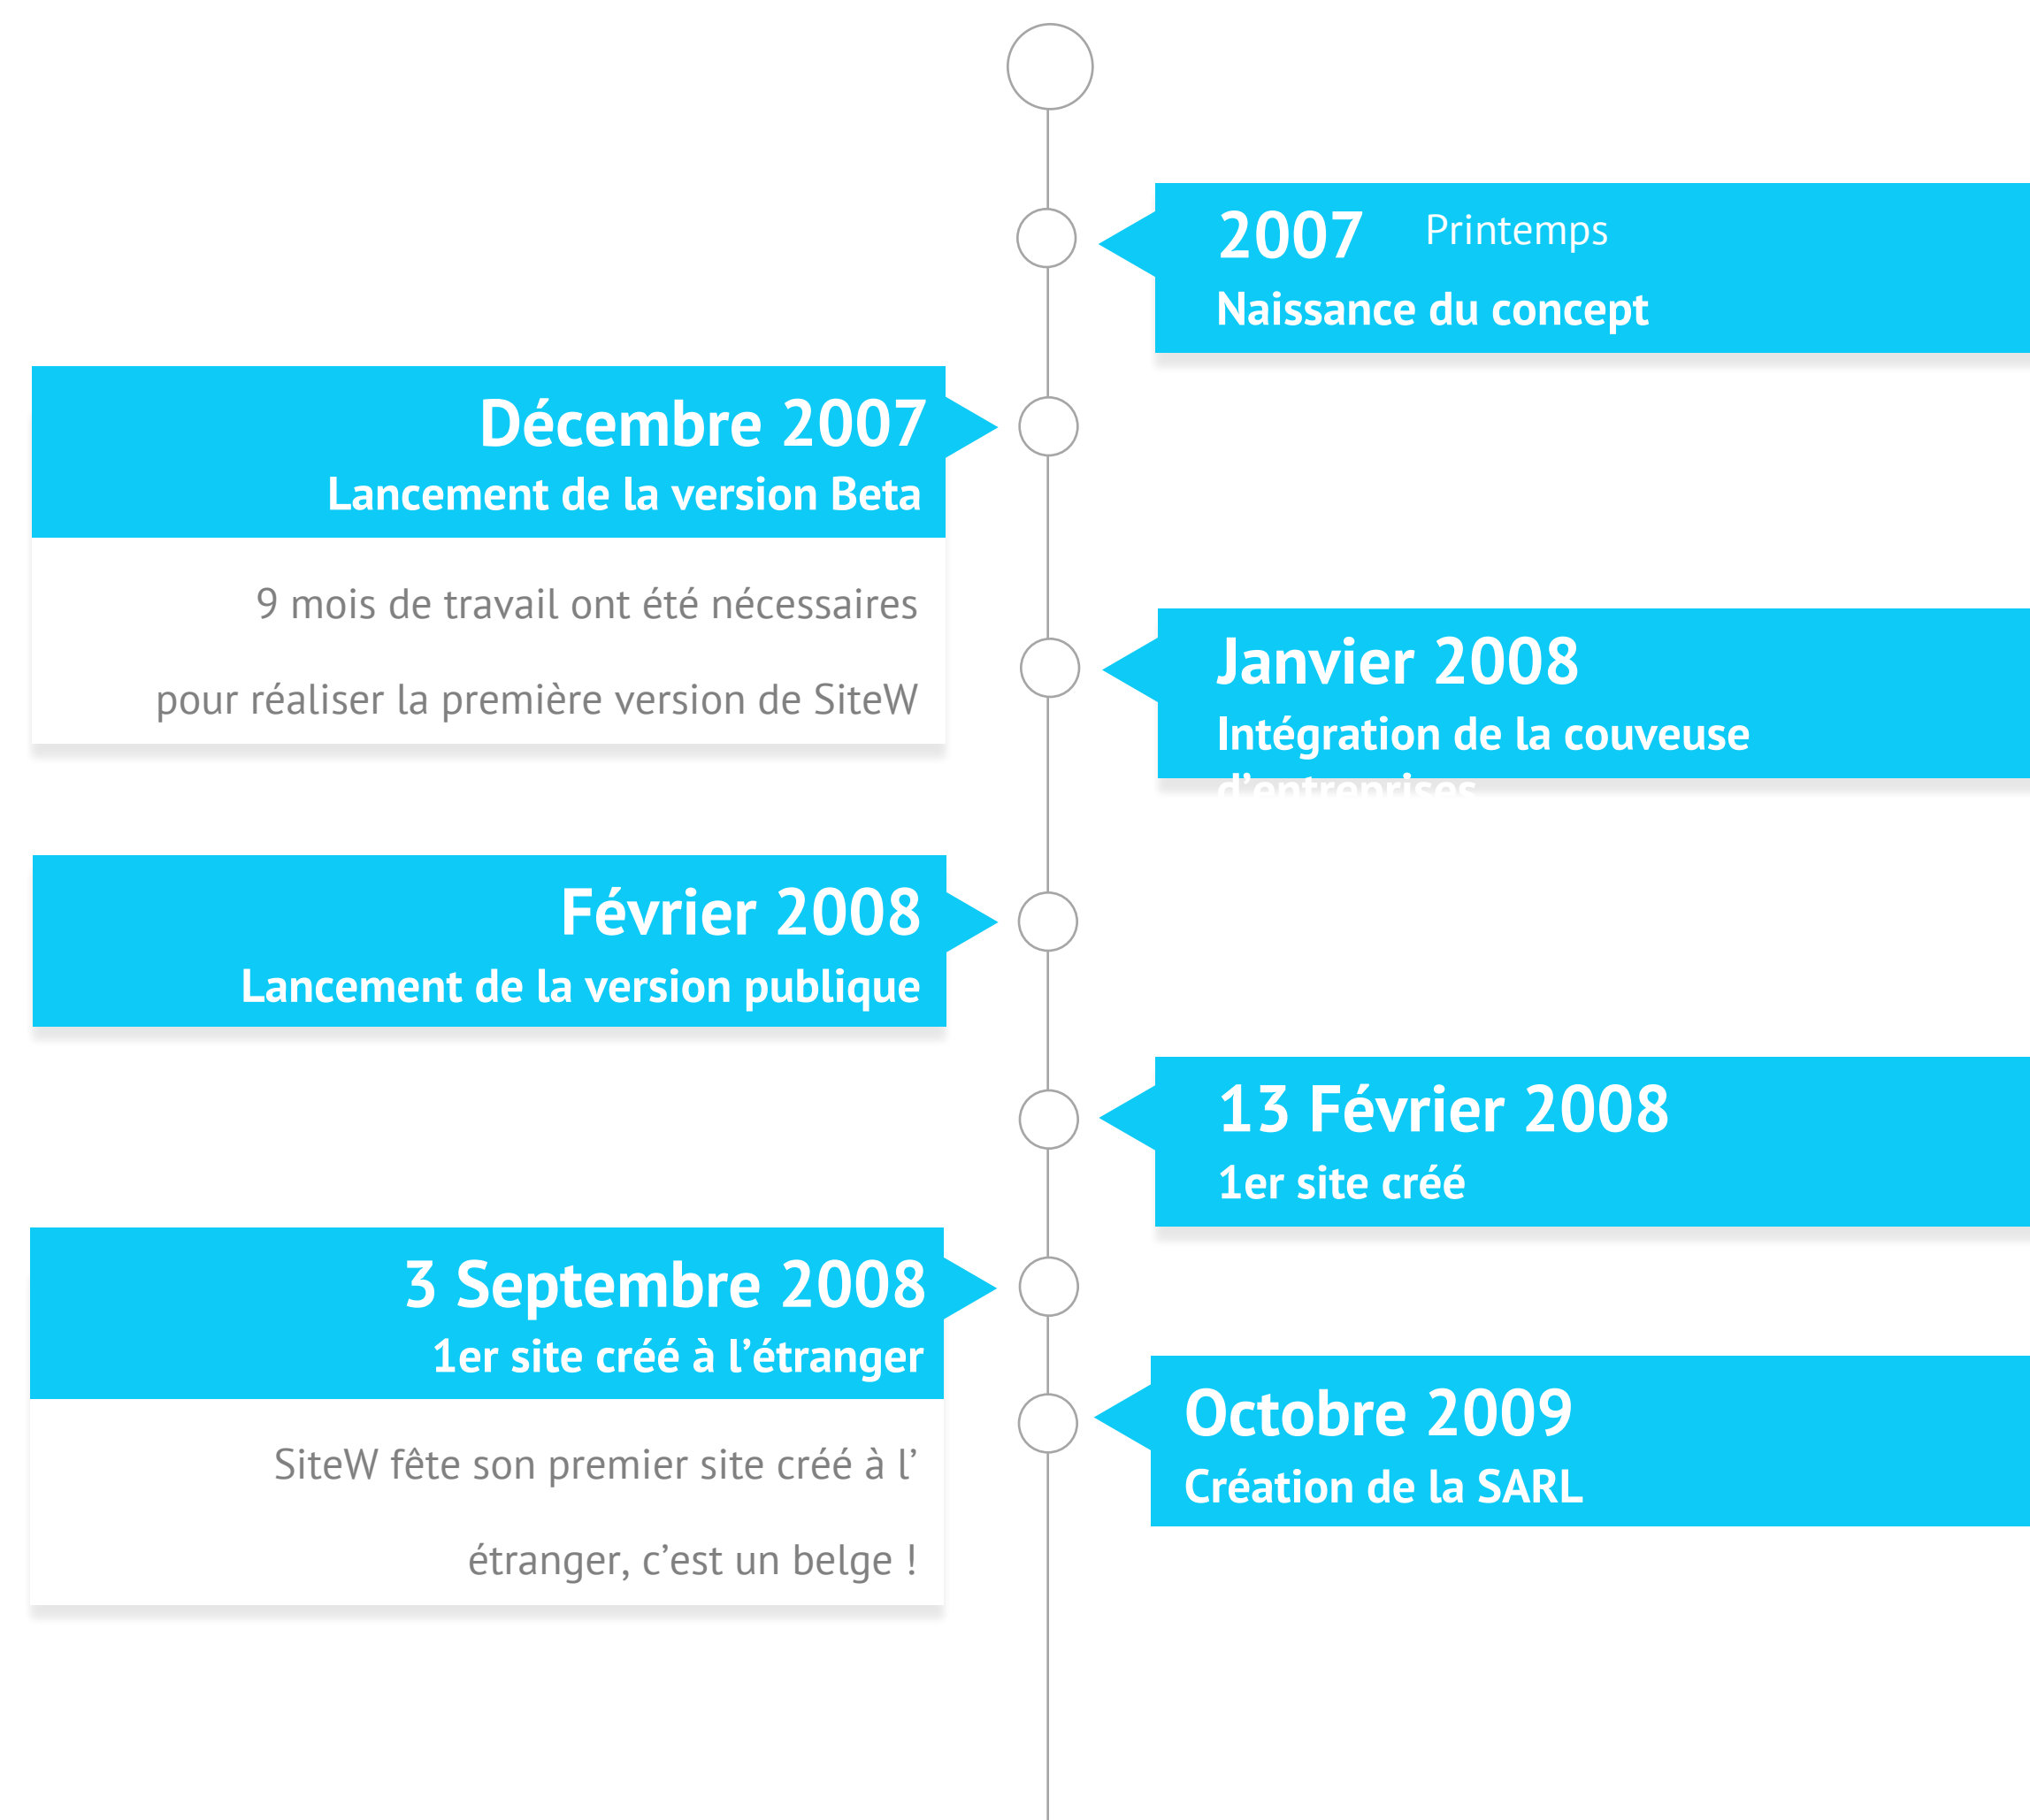 2007 Printemps
Naissance du concept
Décembre 2007
Lancement de la version Beta
9 mois de travail ont été nécessaires
pour réaliser la première version de SiteW
Janvier 2008
Intégration de la couveuse
d’entreprises
Février 2008
Lancement de la version publique
13 Février 2008
1er site créé
3 Septembre 2008
1er site créé à l’étranger
SiteW fête son premier site créé à l’
étranger, c’est un belge !
Octobre 2009
Création de la SARL